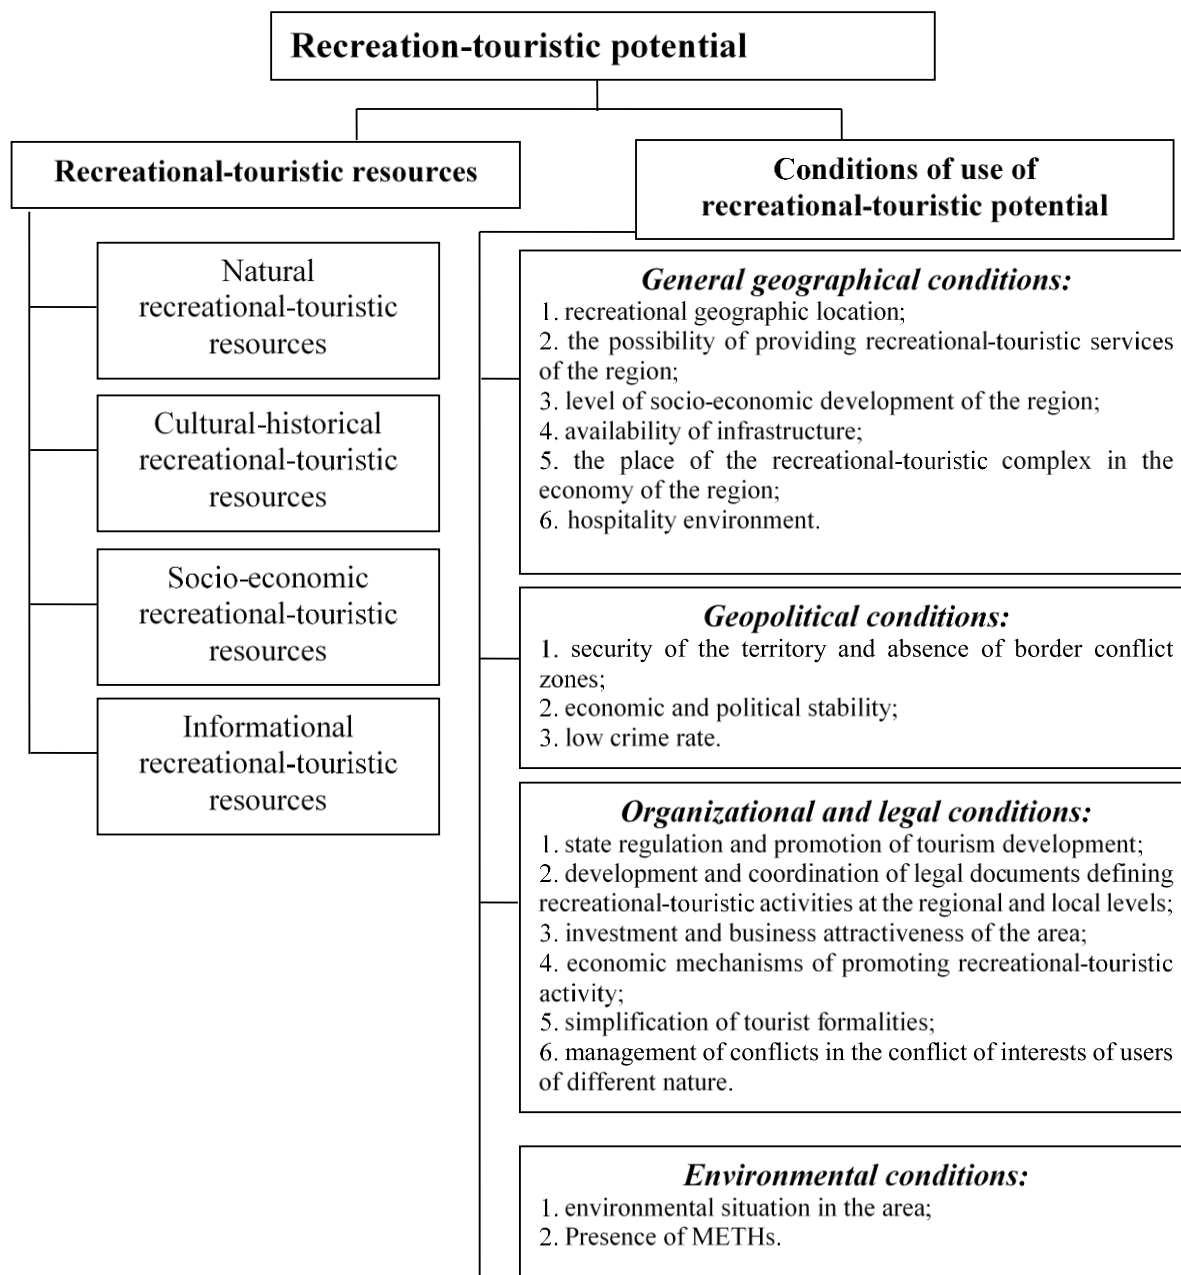 Recreation-touristic potential
Recreational-touristic resources
Natural
recreational-touristic
resources
Cultural-historical
recreational-touristic
resources
Socio-economic
recreational-touristic
resources
Informational
recreational-touristic
resources
Conditions of use of
recreational-touristic potential
General geographical conditions:
1. recreational geographic location;
2. the possibility of providing recreational-touristic services
of the region;
3. level of socio-economic development of the region;
4. availability of infrastructure;
5. the place of the recreational-touristic complex in the
economy of the region;
6. hospitality environment.
Geopolitical conditions:
1. security of the territory and absence of border conflict
zones;
2. economic and political stability;
3. low crime rate.
Organizational and legal conditions:
1. state regulation and promotion of tourism development;
2. development and coordination of legal documents defining
recreational-touristic activities at the regional and local levels;
3. investment and business attractiveness of the area;
4. economic mechanisms of promoting recreational-touristic
activity;
5. simplification of tourist formalities;
6. management of conflicts in the conflict of interests of users
of different nature.
Environmental conditions:
1. environmental situation in the area;
2. Presence of METHs.